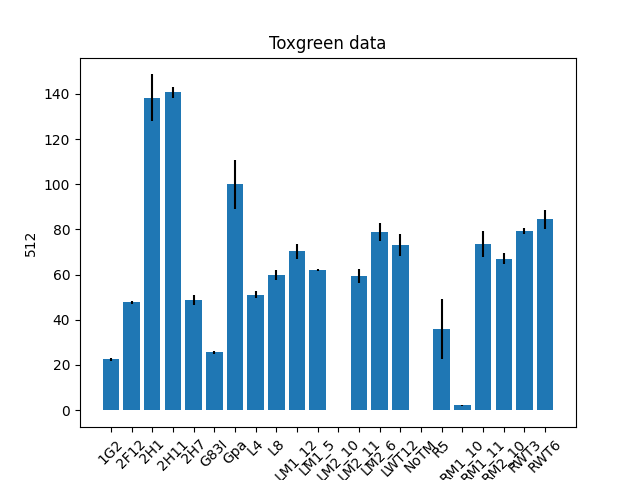 Toxgreen data
512
140
120
100
80
60
40
20
0
1G2
2F12
2H1
2H11
2H7
G83I
Gpa
L4
L8
LM1_12
LM1_5
LM2_10
LM2_11
LM2_6
LWT12
NoTM
R5
RM1_10
RM1_11
RM2_10
RWT3
RWT6